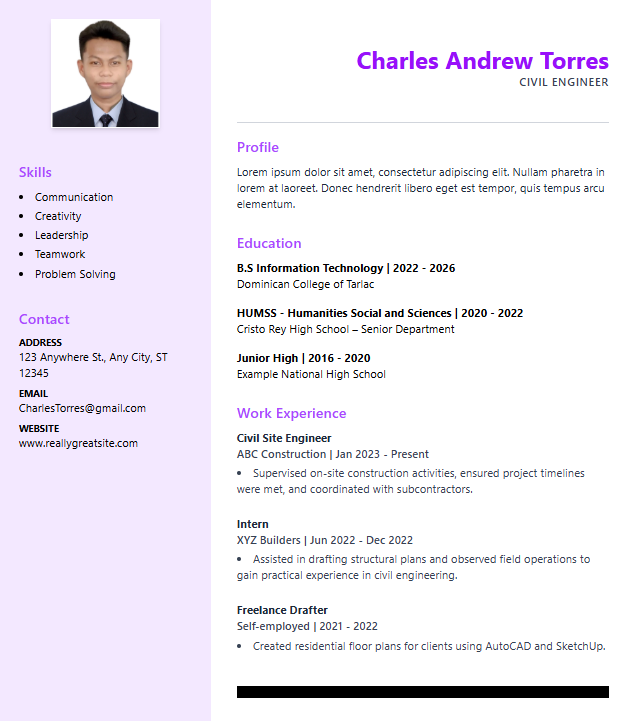 Charles Andrew Torres
CIVIL ENGINEER
Skills
• Communication
• Creativity
• Leadership
• Teamwork
• Problem Solving
Contact
ADDRESS
123 Anywhere St., Any City, ST
12345
EMAIL
CharlesTorres@gmail.com
WEBSITE
www.reallygreatsite.com
Profile
Lorem ipsum dolor sit amet, consectetur adipiscing elit. Nullam pharetra in
lorem at laoreet. Donec hendrerit libero eget est tempor, quis tempus arcu
elementum.
Education
B.S Information Technology | 2022 - 2026
Dominican College of Tarlac
HUMSS - Humanities Social and Sciences | 2020 - 2022
Cristo Rey High School – Senior Department
Junior High | 2016 - 2020
Example National High School
Work Experience
Civil Site Engineer
ABC Construction | Jan 2023 - Present
• Supervised on-site construction activities, ensured project timelines
were met, and coordinated with subcontractors.
Intern
XYZ Builders | Jun 2022 - Dec 2022
• Assisted in drafting structural plans and observed field operations to
gain practical experience in civil engineering.
Freelance Drafter
Self-employed | 2021 - 2022
• Created residential floor plans for clients using AutoCAD and SketchUp.